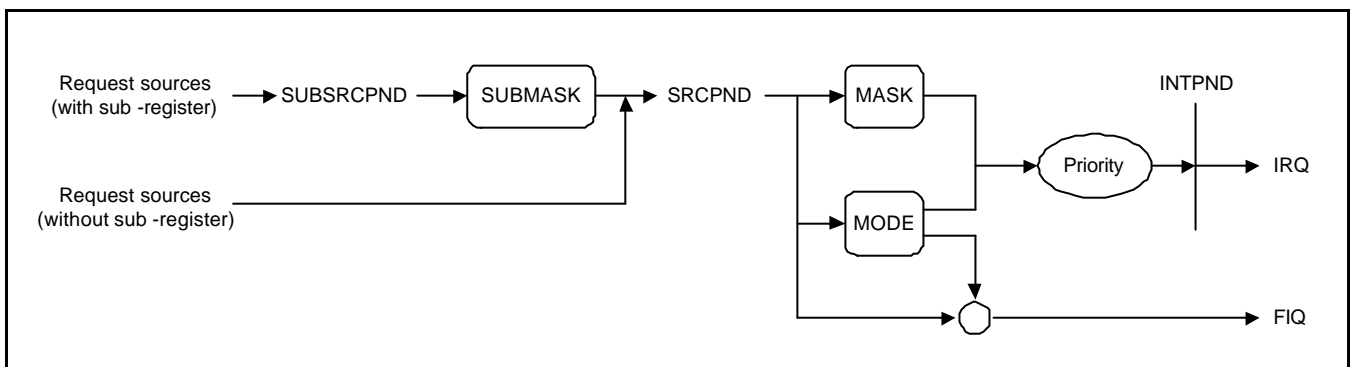 Request sources
(with sub -register)
SUBSRCPND
SUBMASK
SRCPND
MASK
INTPND
Priority
IRQ
Request sources
(without sub -register)
MODE
FIQ